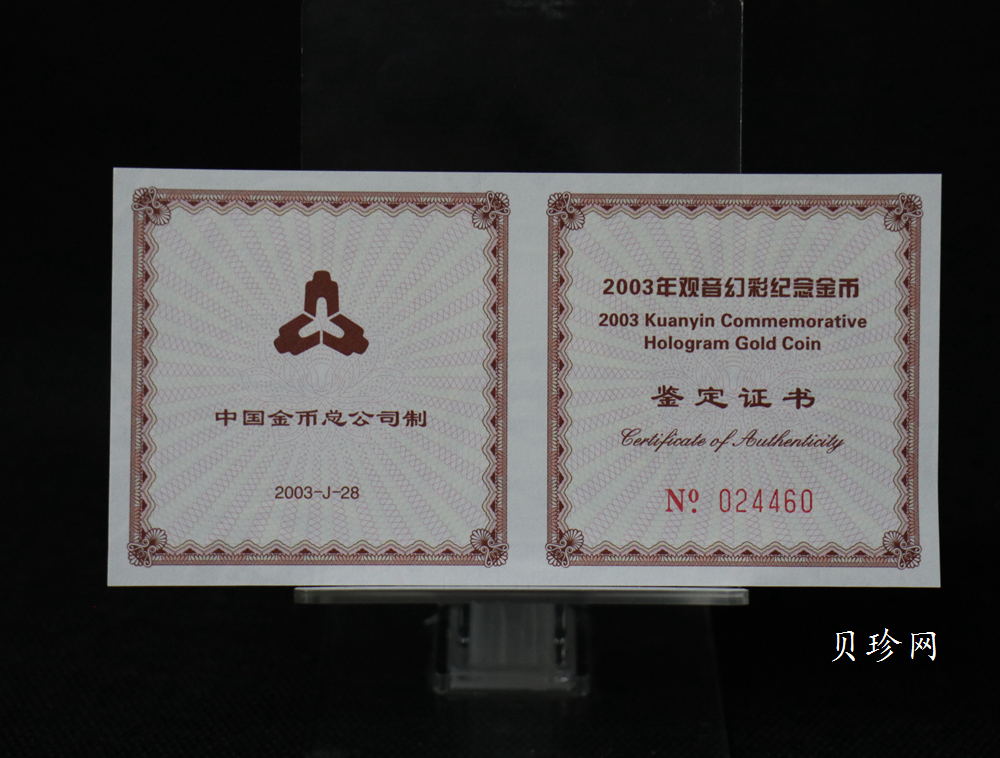 中国金币总公司制
2003-J-28
2003年观音幻彩纪念金币
2003 Kuanyin Commemorative
Hologram Gold Coin
鉴定证书
Certificate of Authenticity
Nº 024460
贝珍网